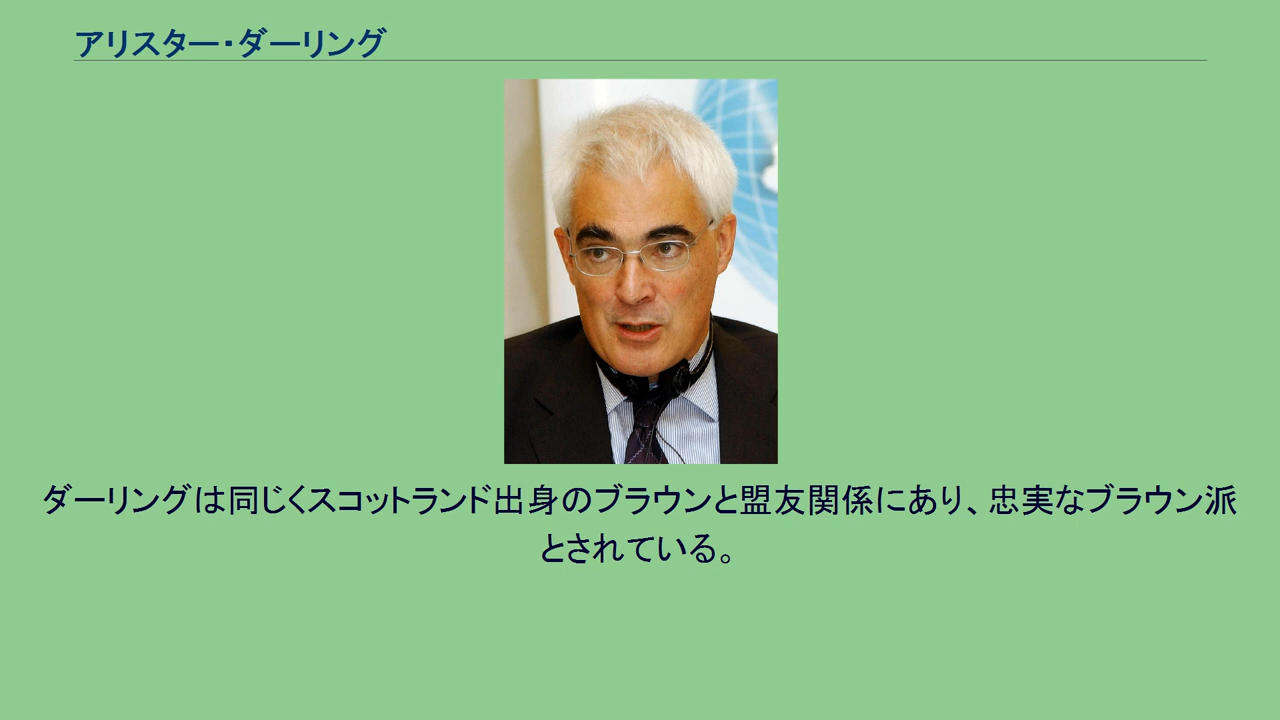 アリスター・ダーリング
ダーリングは同じくスコットランド出身のブラウンと盟友関係にあり、忠実なブラウン派
とされている。